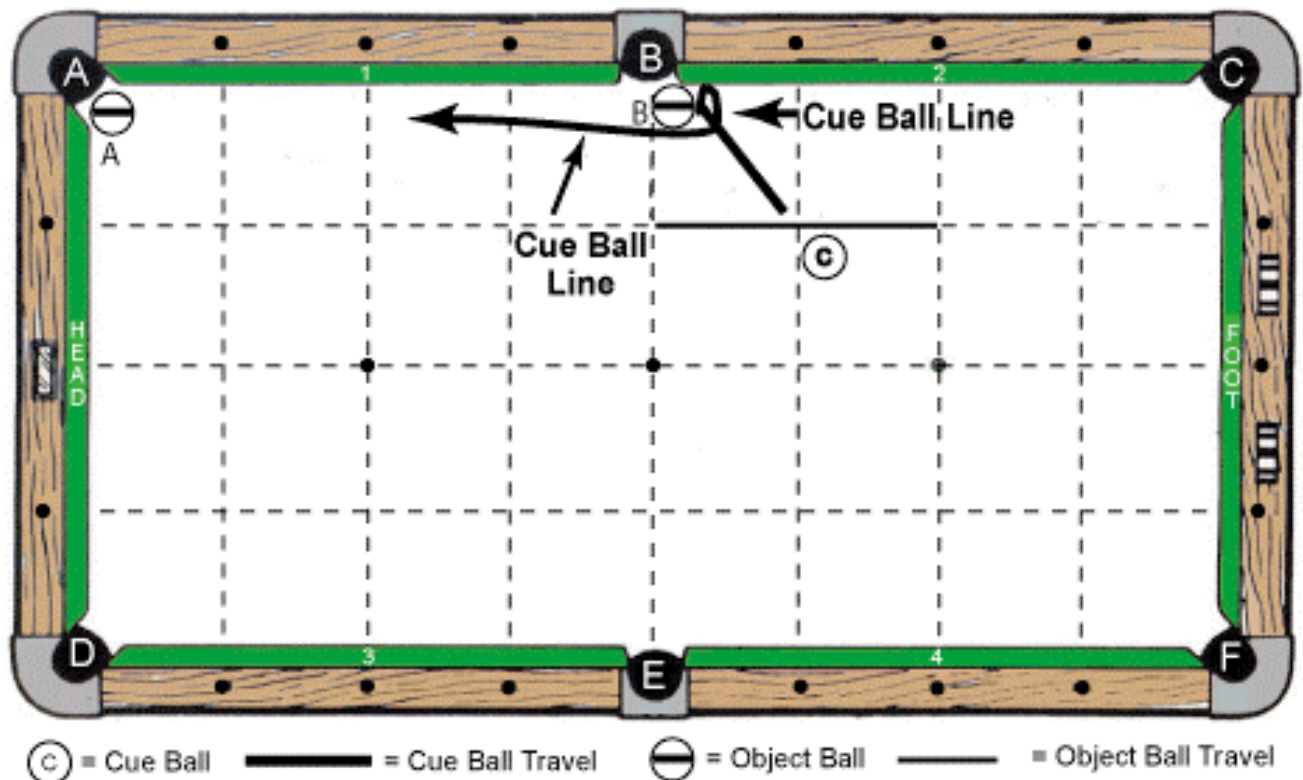 A
1
B
2
C
B
Cue Ball Line
A
Cue Ball
Line
C
HEAD
FOOT
D
3
E
4
F
C = Cue Ball = Cue Ball Travel = Object Ball = Object Ball Travel